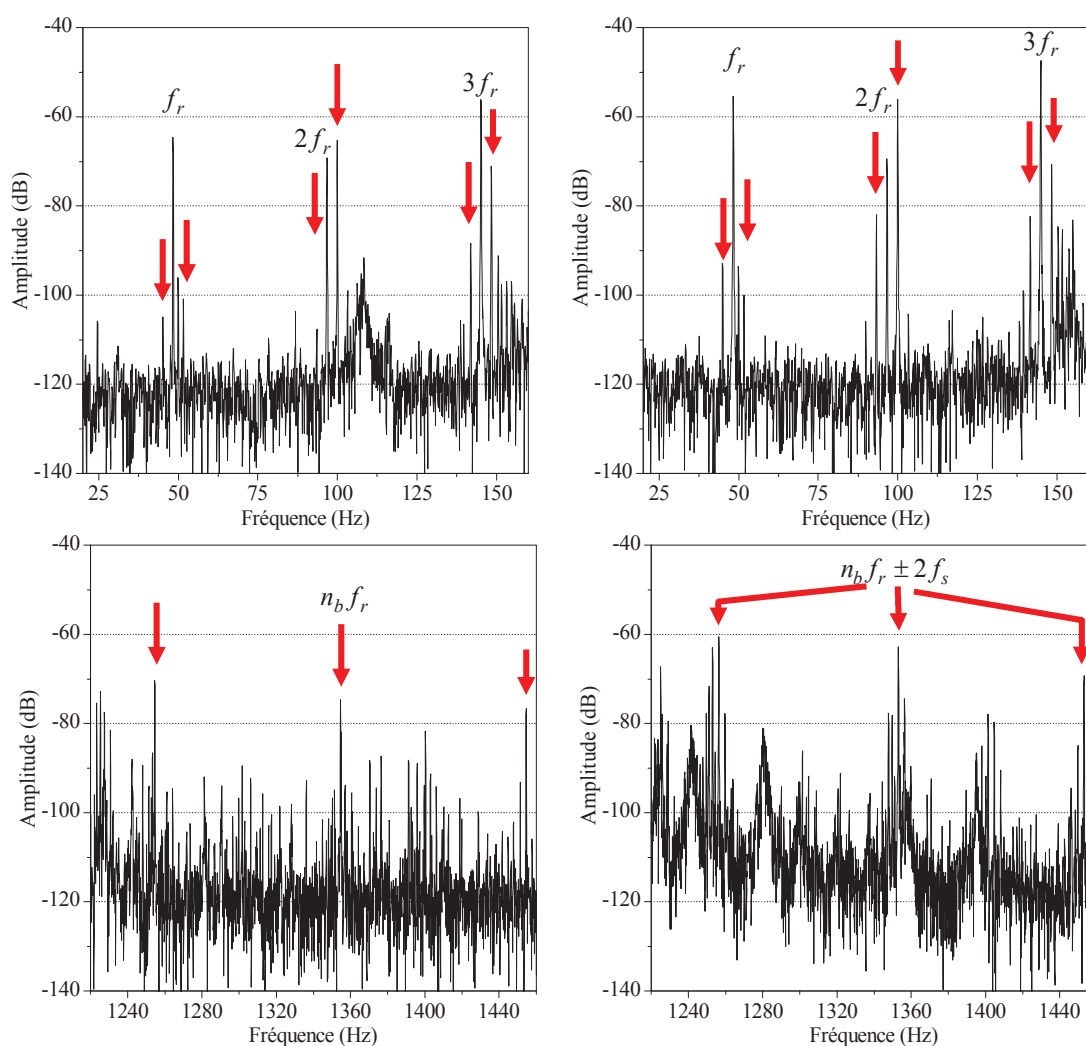 -40
-60
-80
-100
-120
-140
Amplitude (dB)
f_r
2f_r
3f_r
25 50 75 100 125 150
Fréquence (Hz)
-40
-60
-80
-100
-120
-140
Amplitude (dB)
f_r
2f_r
3f_r
25 50 75 100 125 150
Fréquence (Hz)
-40
-60
-80
-100
-120
-140
Amplitude (dB)
n_b f_r
1240 1280 1320 1360 1400 1440
Fréquence (Hz)
-40
-60
-80
-100
-120
-140
Amplitude (dB)
n_b f_r ± 2f_s
1240 1280 1320 1360 1400 1440
Fréquence (Hz)